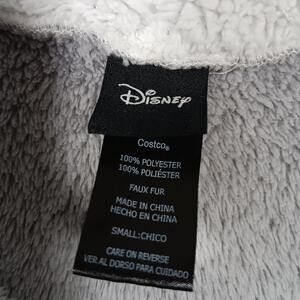 Disney
Costco®
100% POLYESTER
100% POLIÉSTER
FAUX FUR
MADE IN CHINA
HECHO EN CHINA
SMALL:CHICO
CARE ON REVERSE
VER AL DORSO PARA CUIDADO